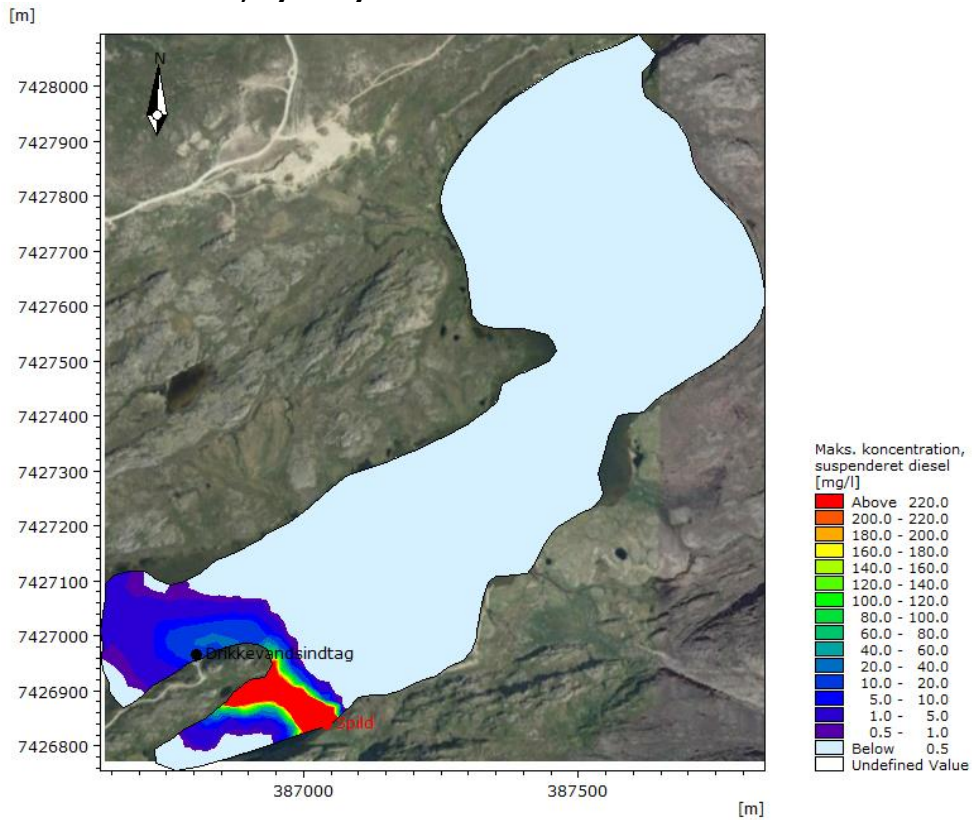 [m]
N
7428000
7427900
7427800
7427700
7427600
7427500
7427400
7427300
7427200
7427100
7427000
7426900
7426800
Drikkevandsindtag
Spild
387000
387500
[m]
Maks. koncentration,
suspenderet diesel
[mg/l]
Above 220.0
200.0 - 220.0
180.0 - 200.0
160.0 - 180.0
140.0 - 160.0
120.0 - 140.0
100.0 - 120.0
80.0 - 100.0
60.0 - 80.0
40.0 - 60.0
20.0 - 40.0
10.0 - 20.0
5.0 - 10.0
1.0 - 5.0
0.5 - 1.0
Below 0.5
Undefined Value